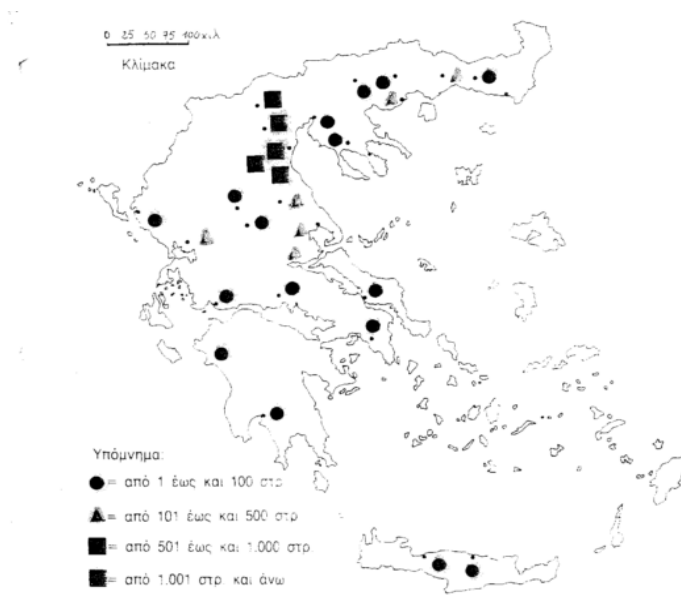 0 25 50 75 100χιλ
Κλίμακα
Υπόμνημα:
= από 1 έως και 100 στρ
= από 101 έως και 500 στρ
= από 501 έως και 1.000 στρ.
= από 1.001 στρ. και άνω